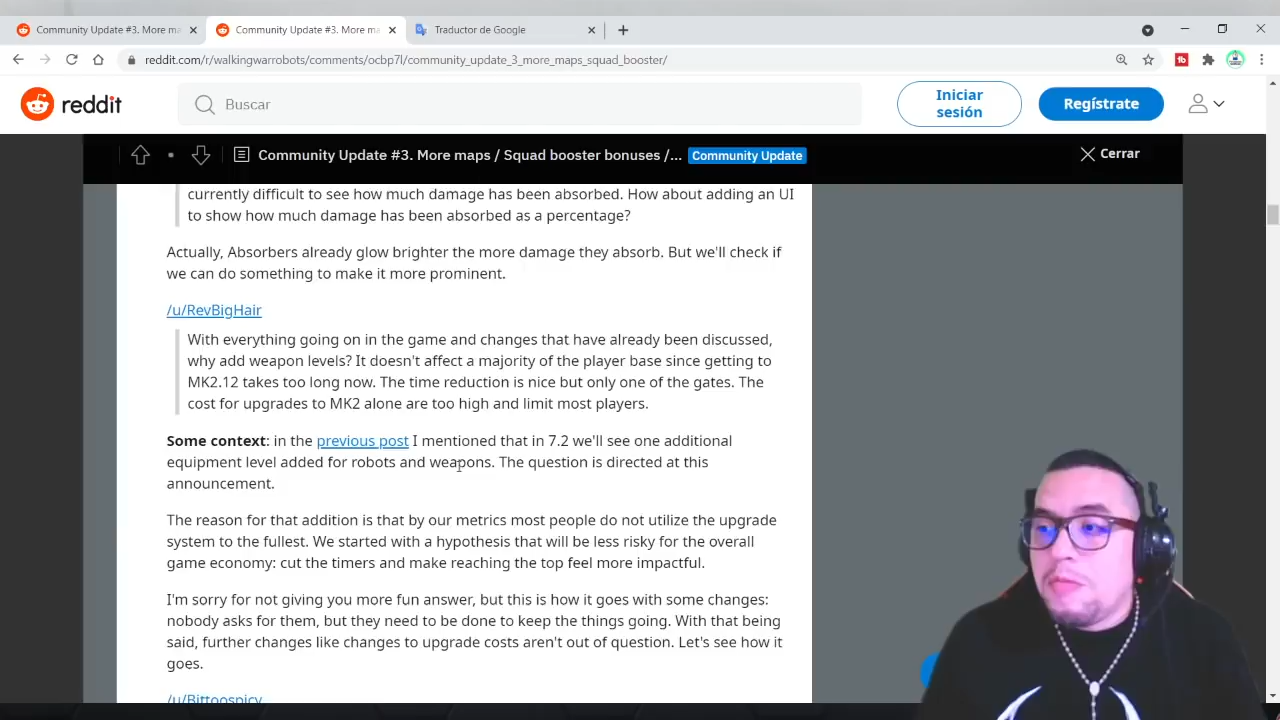 Community Update #3. More ma
Community Update #3. More ma
Traductor de Google
reddit.com/r/walkingwarrobots/comments/ocbp7l/community_update_3_more_maps_squad_booster/
reddit
Buscar
Iniciar
sesión
Regístrate
Community Update #3. More maps / Squad booster bonuses /...
Community Update
Cerrar
currently difficult to see how much damage has been absorbed. How about adding an UI
to show how much damage has been absorbed as a percentage?
Actually, Absorbers already glow brighter the more damage they absorb. But we'll check if
we can do something to make it more prominent.
/u/RevBigHair
With everything going on in the game and changes that have already been discussed,
why add weapon levels? It doesn't affect a majority of the player base since getting to
MK2.12 takes too long now. The time reduction is nice but only one of the gates. The
cost for upgrades to MK2 alone are too high and limit most players.
Some context: in the previous post I mentioned that in 7.2 we'll see one additional
equipment level added for robots and weapons. The question is directed at this
announcement.
The reason for that addition is that by our metrics most people do not utilize the upgrade
system to the fullest. We started with a hypothesis that will be less risky for the overall
game economy: cut the timers and make reaching the top feel more impactful.
I'm sorry for not giving you more fun answer, but this is how it goes with some changes:
nobody asks for them, but they need to be done to keep the things going. With that being
said, further changes like changes to upgrade costs aren't out of question. Let's see how it
goes.
/u/Bittoospicy